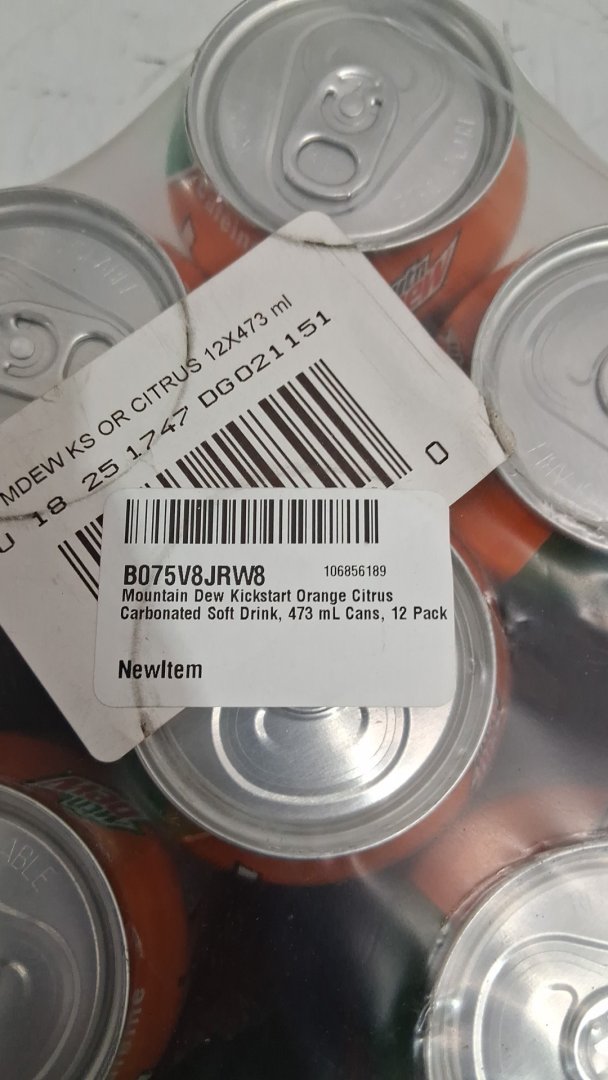 MDEW KS OR CITRUS 12X473 ml
U 18 25 1747 DG021151
0
B075V8JRW8
106856189
Mountain Dew Kickstart Orange Citrus
Carbonated Soft Drink, 473 mL Cans, 12 Pack
NewItem
ABLE